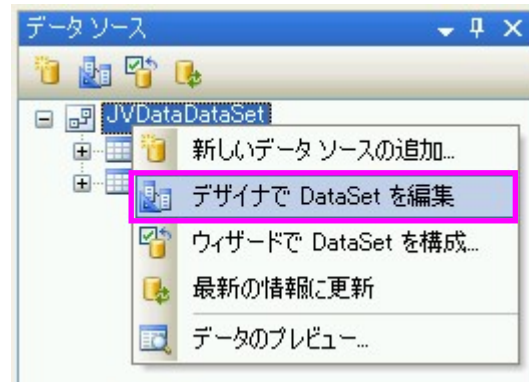 データ ソース
JVDataDataSet
新しいデータ ソースの追加...
デザイナで DataSet を編集
ウィザードで DataSet を構成...
最新の情報に更新
データのプレビュー...